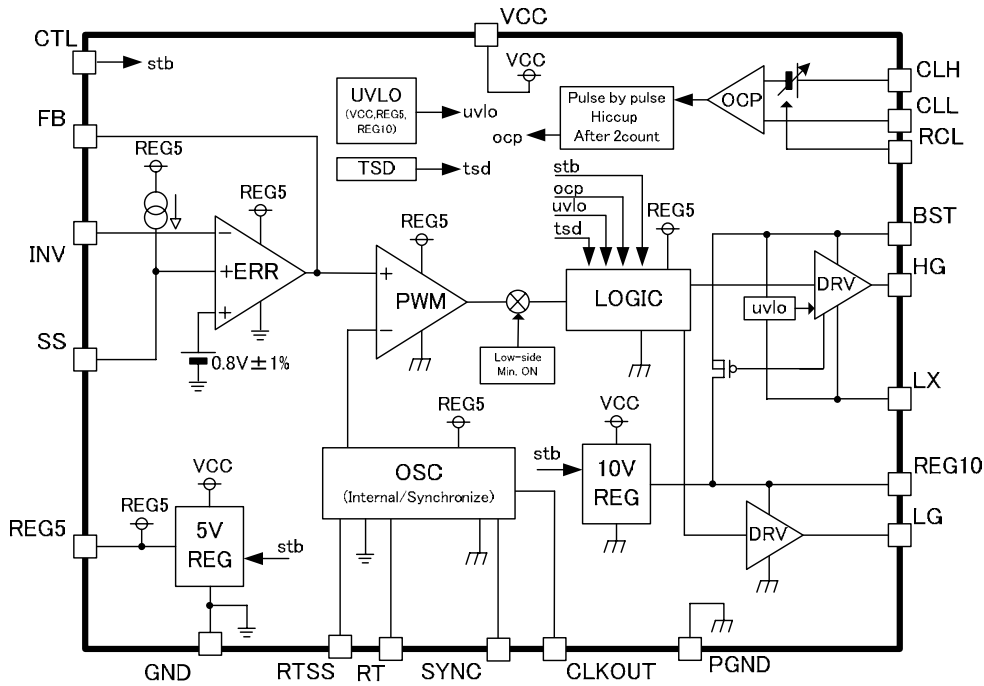 VCC
CTL
stb
VCC
CLH
UVLO
(VCC,REG5,
REG10)
uvlo
Pulse by pulse
Hiccup
After 2count
OCP
CLL
FB
ocp
RCL
REG5
TSD
tsd
stb
REG5
ocp
REG5
BST
uvlo
REG5
tsd
INV
ERR
PWM
LOGIC
DRV
HG
uvlo
SS
0.8V±1%
Low-side
Min. ON
LX
REG5
VCC
VCC
OSC
(Internal/Synchronize)
stb
10V
REG
REG10
REG5
REG5
5V
REG
stb
DRV
LG
GND
RTSS
RT
SYNC
CLKOUT
PGND